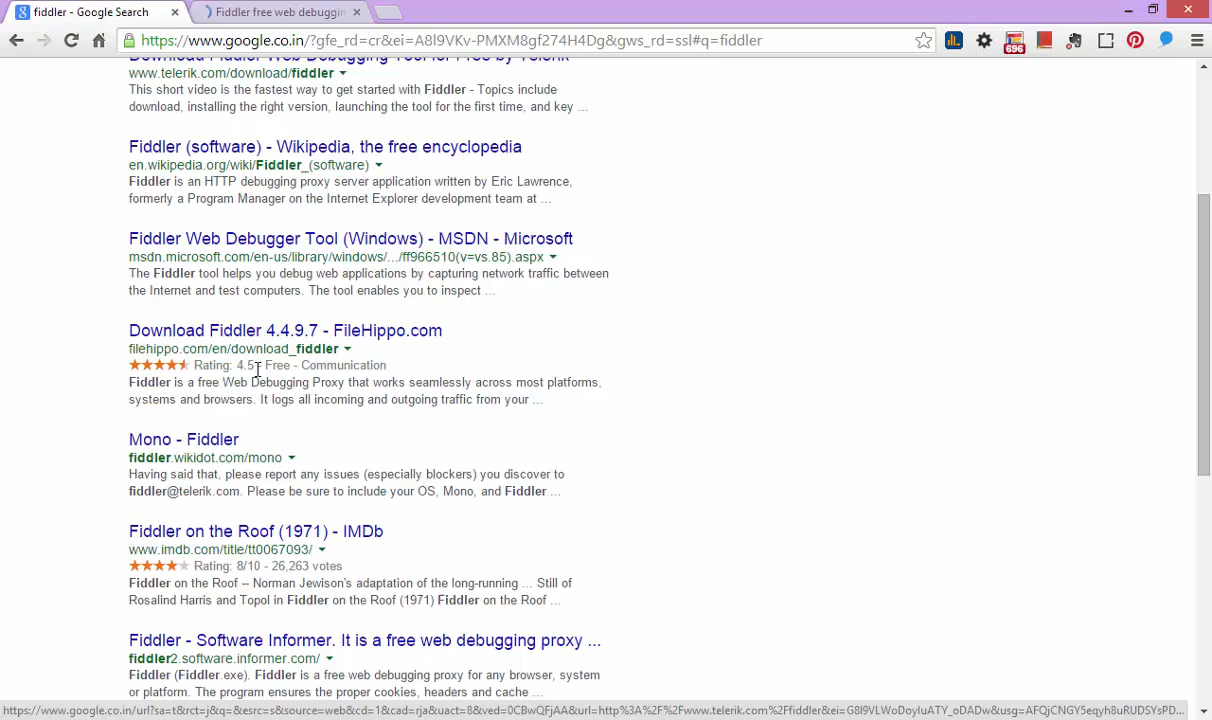 fiddler - Google Search
Fiddler free web debuggin
https://www.google.co.in/?gfe_rd=cr&ei=A8l9VKv-PMXM8gf274H4Dg&gws_rd=ssl#q=fiddler
696
Download Fiddler Web Debugging Tool for Free by Telerik
www.telerik.com/download/fiddler
This short video is the fastest way to get started with Fiddler - Topics include
download, installing the right version, launching the tool for the first time, and key ...
Fiddler (software) - Wikipedia, the free encyclopedia
en.wikipedia.org/wiki/Fiddler_(software)
Fiddler is an HTTP debugging proxy server application written by Eric Lawrence,
formerly a Program Manager on the Internet Explorer development team at ...
Fiddler Web Debugger Tool (Windows) - MSDN - Microsoft
msdn.microsoft.com/en-us/library/windows/.../ff966510(v=vs.85).aspx
The Fiddler tool helps you debug web applications by capturing network traffic between
the Internet and test computers. The tool enables you to inspect ...
Download Fiddler 4.4.9.7 - FileHippo.com
filehippo.com/en/download_fiddler
Rating: 4.5 - Free - Communication
Fiddler is a free Web Debugging Proxy that works seamlessly across most platforms,
systems and browsers. It logs all incoming and outgoing traffic from your ...
Mono - Fiddler
fiddler.wikidot.com/mono
Having said that, please report any issues (especially blockers) you discover to
fiddler@telerik.com. Please be sure to include your OS, Mono, and Fiddler ...
Fiddler on the Roof (1971) - IMDb
www.imdb.com/title/tt0067093/
Rating: 8/10 - 26,263 votes
Fiddler on the Roof -- Norman Jewison's adaptation of the long-running ... Still of
Rosalind Harris and Topol in Fiddler on the Roof (1971) Fiddler on the Roof ...
Fiddler - Software Informer. It is a free web debugging proxy ...
fiddler2.software.informer.com/
Fiddler (Fiddler.exe). Fiddler is a free web debugging proxy for any browser, system
or platform. The program ensures the proper cookies, headers and cache ...
https://www.google.co.in/url?sa=t&rct=j&q=&esrc=s&source=web&cd=1&cad=rja&uact=8&ved=0CBwQFjAA&url=http%3A%2F%2Fwww.telerik.com%2Ffiddler&ei=G8l9VLWoDoyluATY_oDADw&usg=AFQjCNGY5eqyh8uRUDSYsPD...